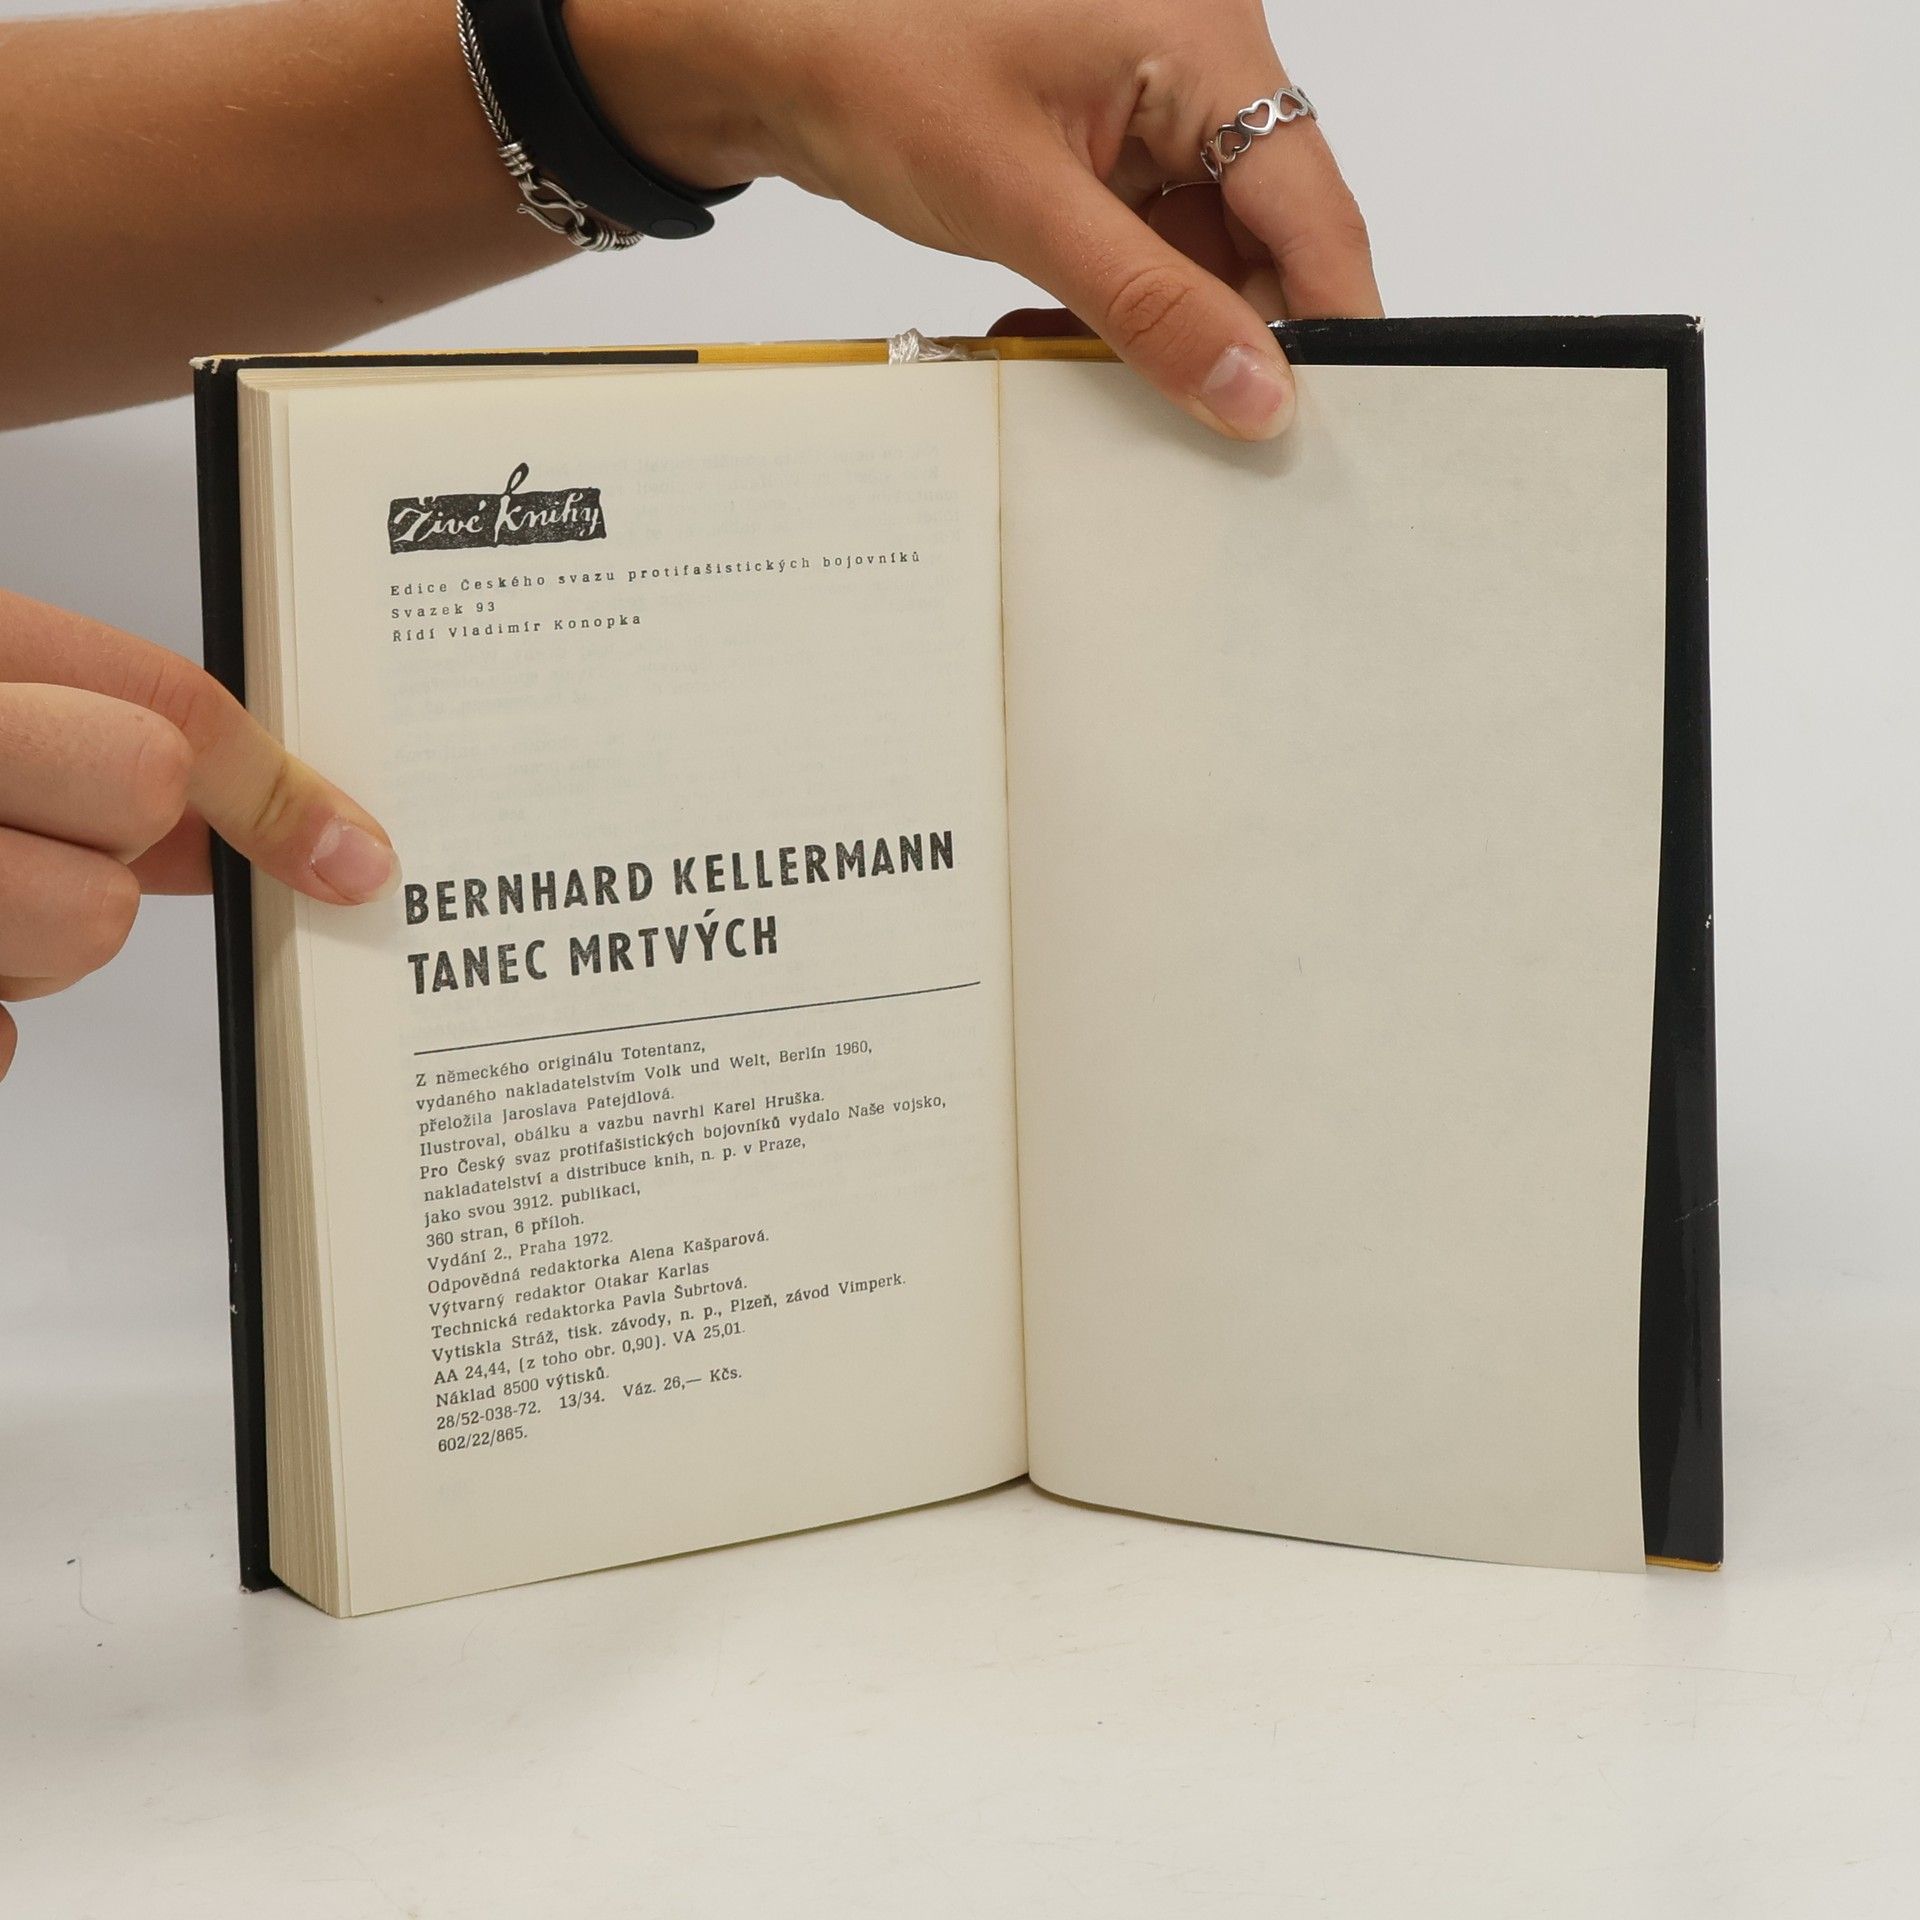 Živé knihy
Edice Českého svazu protifašistických bojovníků
Svazek 93
Řídí Vladimír Konopka
BERNHARD KELLERMANN
TANEC MRTVÝCH
Z německého originálu Totentanz,
vydaného nakladatelstvím Volk und Welt, Berlín 1960,
přeložila Jaroslava Patejdlová.
Ilustroval, obálku a vazbu navrhl Karel Hruška.
Pro Český svaz protifašistických bojovníků vydalo Naše vojsko,
nakladatelství a distribuce knih, n. p. v Praze,
jako svou 3912. publikaci,
360 stran, 6 příloh.
Vydání 2., Praha 1972.
Odpovědná redaktorka Alena Kašparová.
Výtvarný redaktor Otakar Karlas
Technická redaktorka Pavla Šubrtová.
Vytiskla Stráž, tisk. závody, n. p., Plzeň, závod Vimperk.
AA 24,44, (z toho obr. 0,90). VA 25,01.
Náklad 8500 výtisků.
28/52-038-72. 13/34. Váz. 26,— Kčs.
602/22/865.